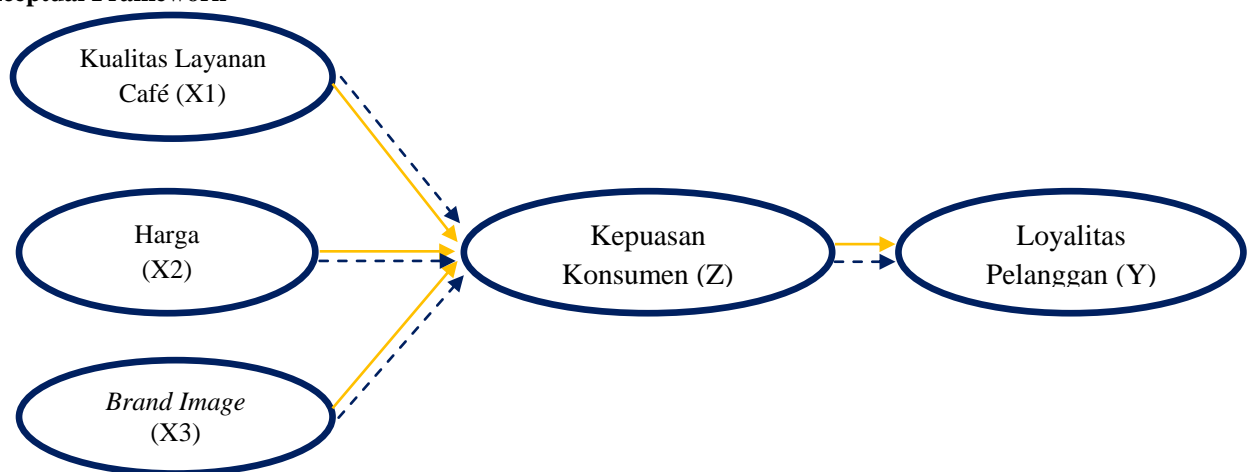 Kualitas Layanan
Café (X1)
Harga
(X2)
Brand Image
(X3)
Kepuasan
Konsumen (Z)
Loyalitas
Pelanggan (Y)